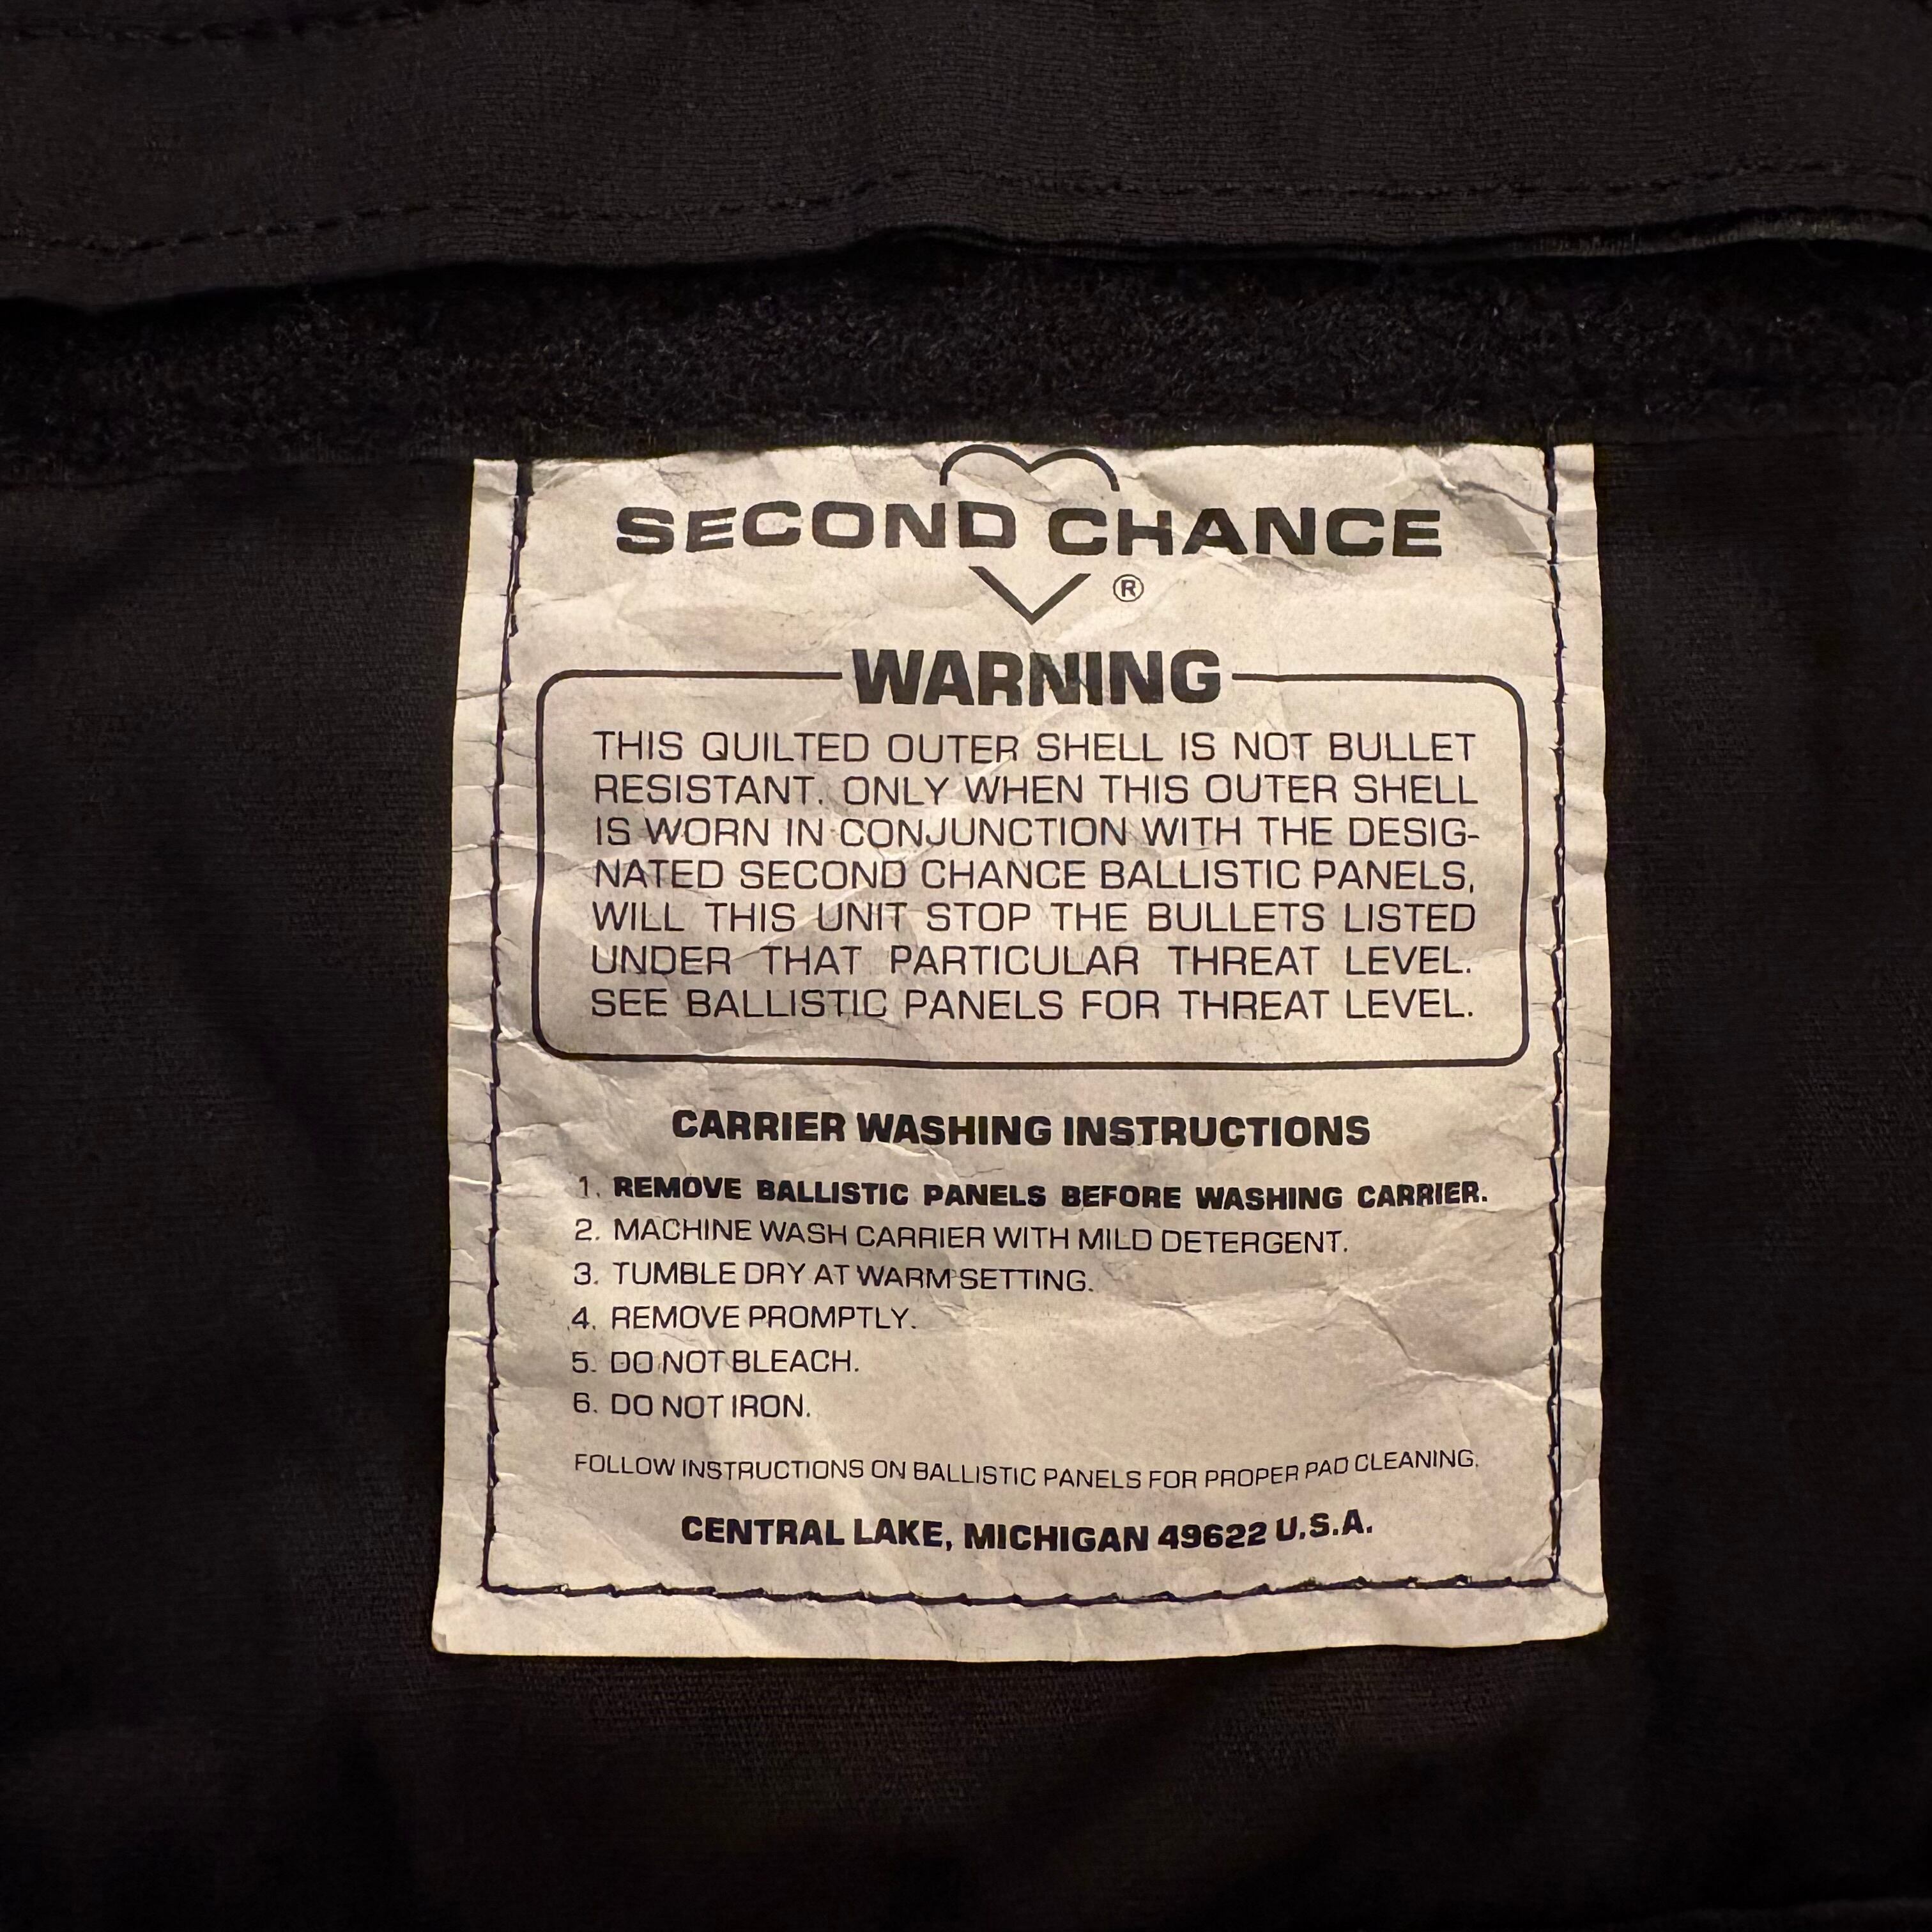 SECOND CHANCE
®
WARNING
THIS QUILTED OUTER SHELL IS NOT BULLET
RESISTANT. ONLY WHEN THIS OUTER SHELL
IS WORN IN CONJUNCTION WITH THE DESIG-
NATED SECOND CHANCE BALLISTIC PANELS,
WILL THIS UNIT STOP THE BULLETS LISTED
UNDER THAT PARTICULAR THREAT LEVEL.
SEE BALLISTIC PANELS FOR THREAT LEVEL.
CARRIER WASHING INSTRUCTIONS
1. REMOVE BALLISTIC PANELS BEFORE WASHING CARRIER.
2. MACHINE WASH CARRIER WITH MILD DETERGENT.
3. TUMBLE DRY AT WARM SETTING.
4. REMOVE PROMPTLY.
5. DO NOT BLEACH.
6. DO NOT IRON.
FOLLOW INSTRUCTIONS ON BALLISTIC PANELS FOR PROPER PAD CLEANING.
CENTRAL LAKE, MICHIGAN 49622 U.S.A.